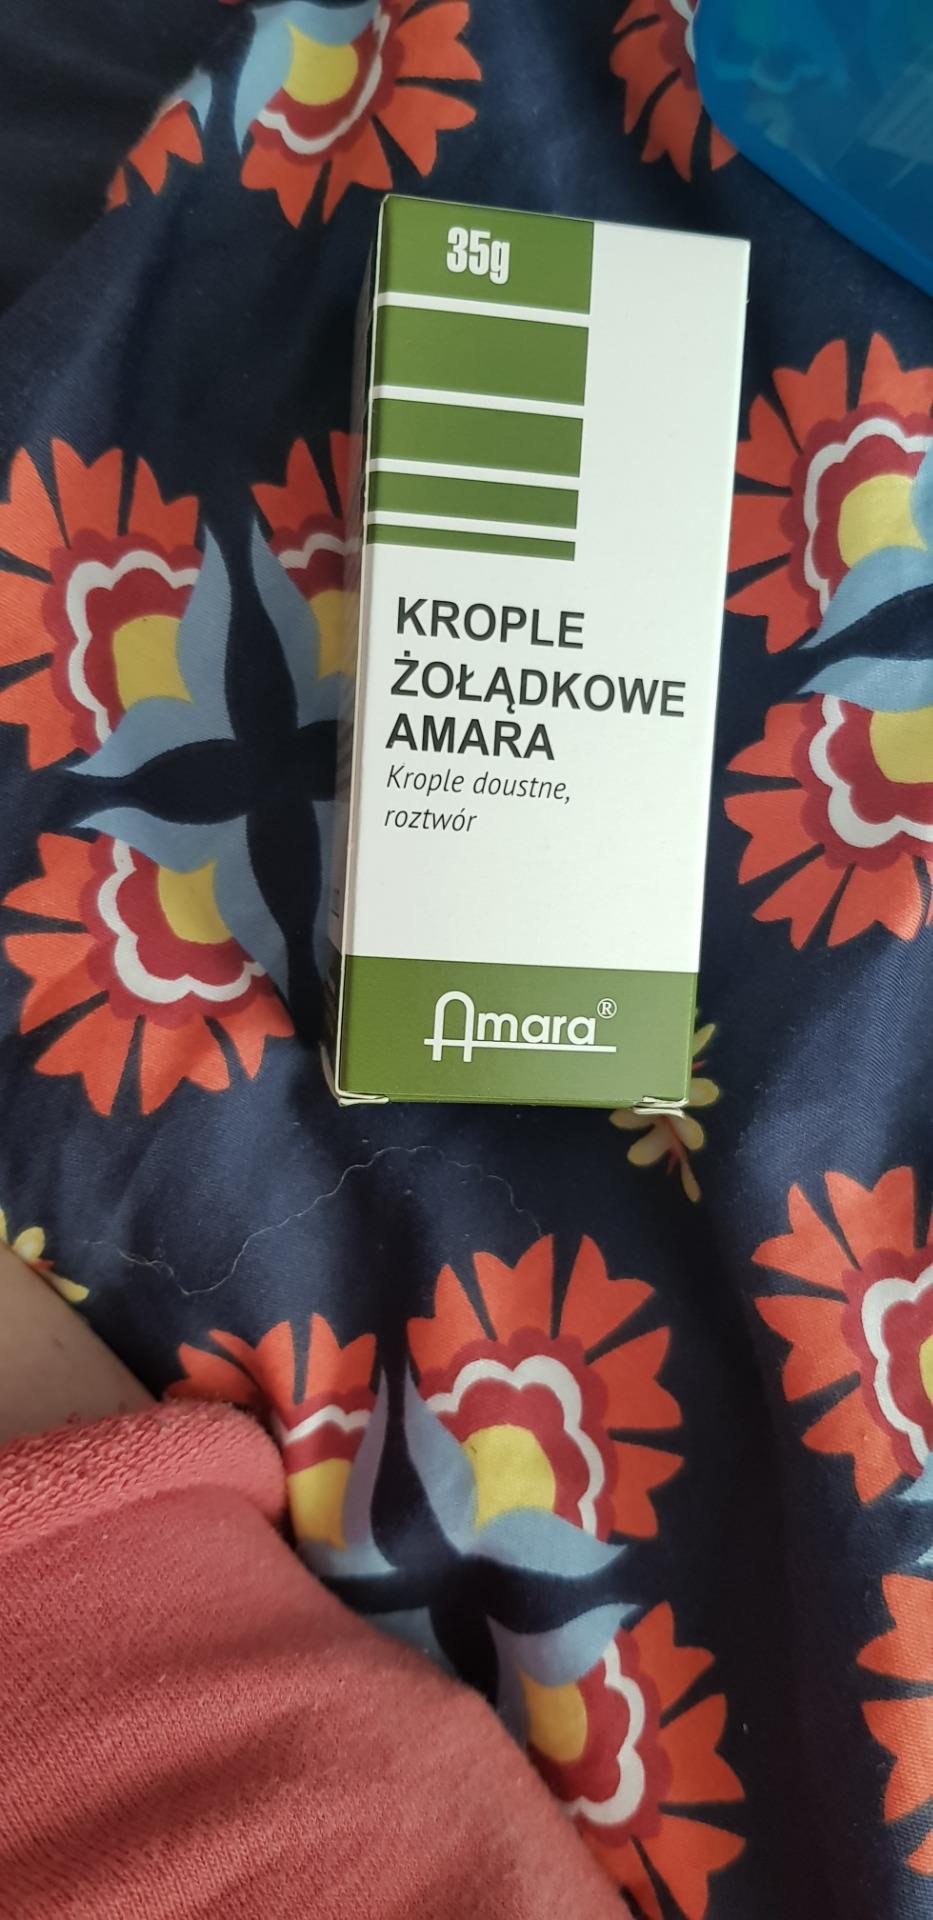 35g
KROPLE
ŻOŁĄDKOWE
AMARA
Krople doustne,
roztwór
Amara®